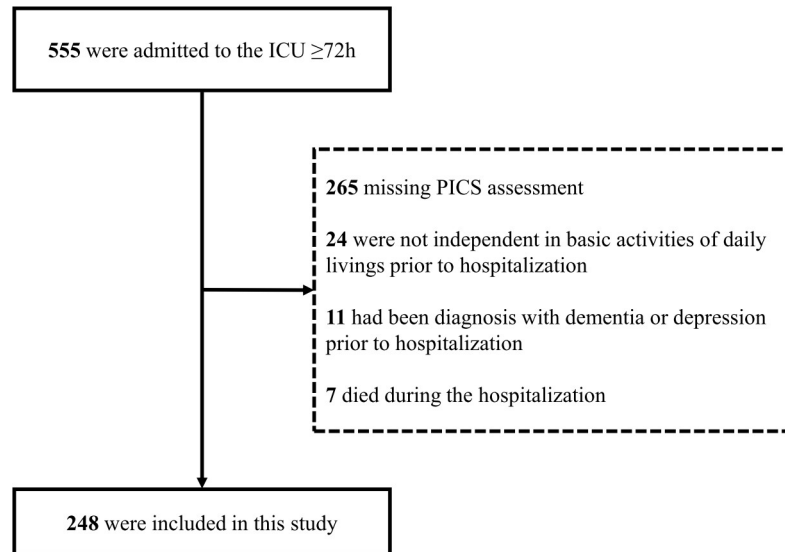 555 were admitted to the ICU ≥72h
265 missing PICS assessment
24 were not independent in basic activities of daily
livings prior to hospitalization
11 had been diagnosis with dementia or depression
prior to hospitalization
7 died during the hospitalization
248 were included in this study